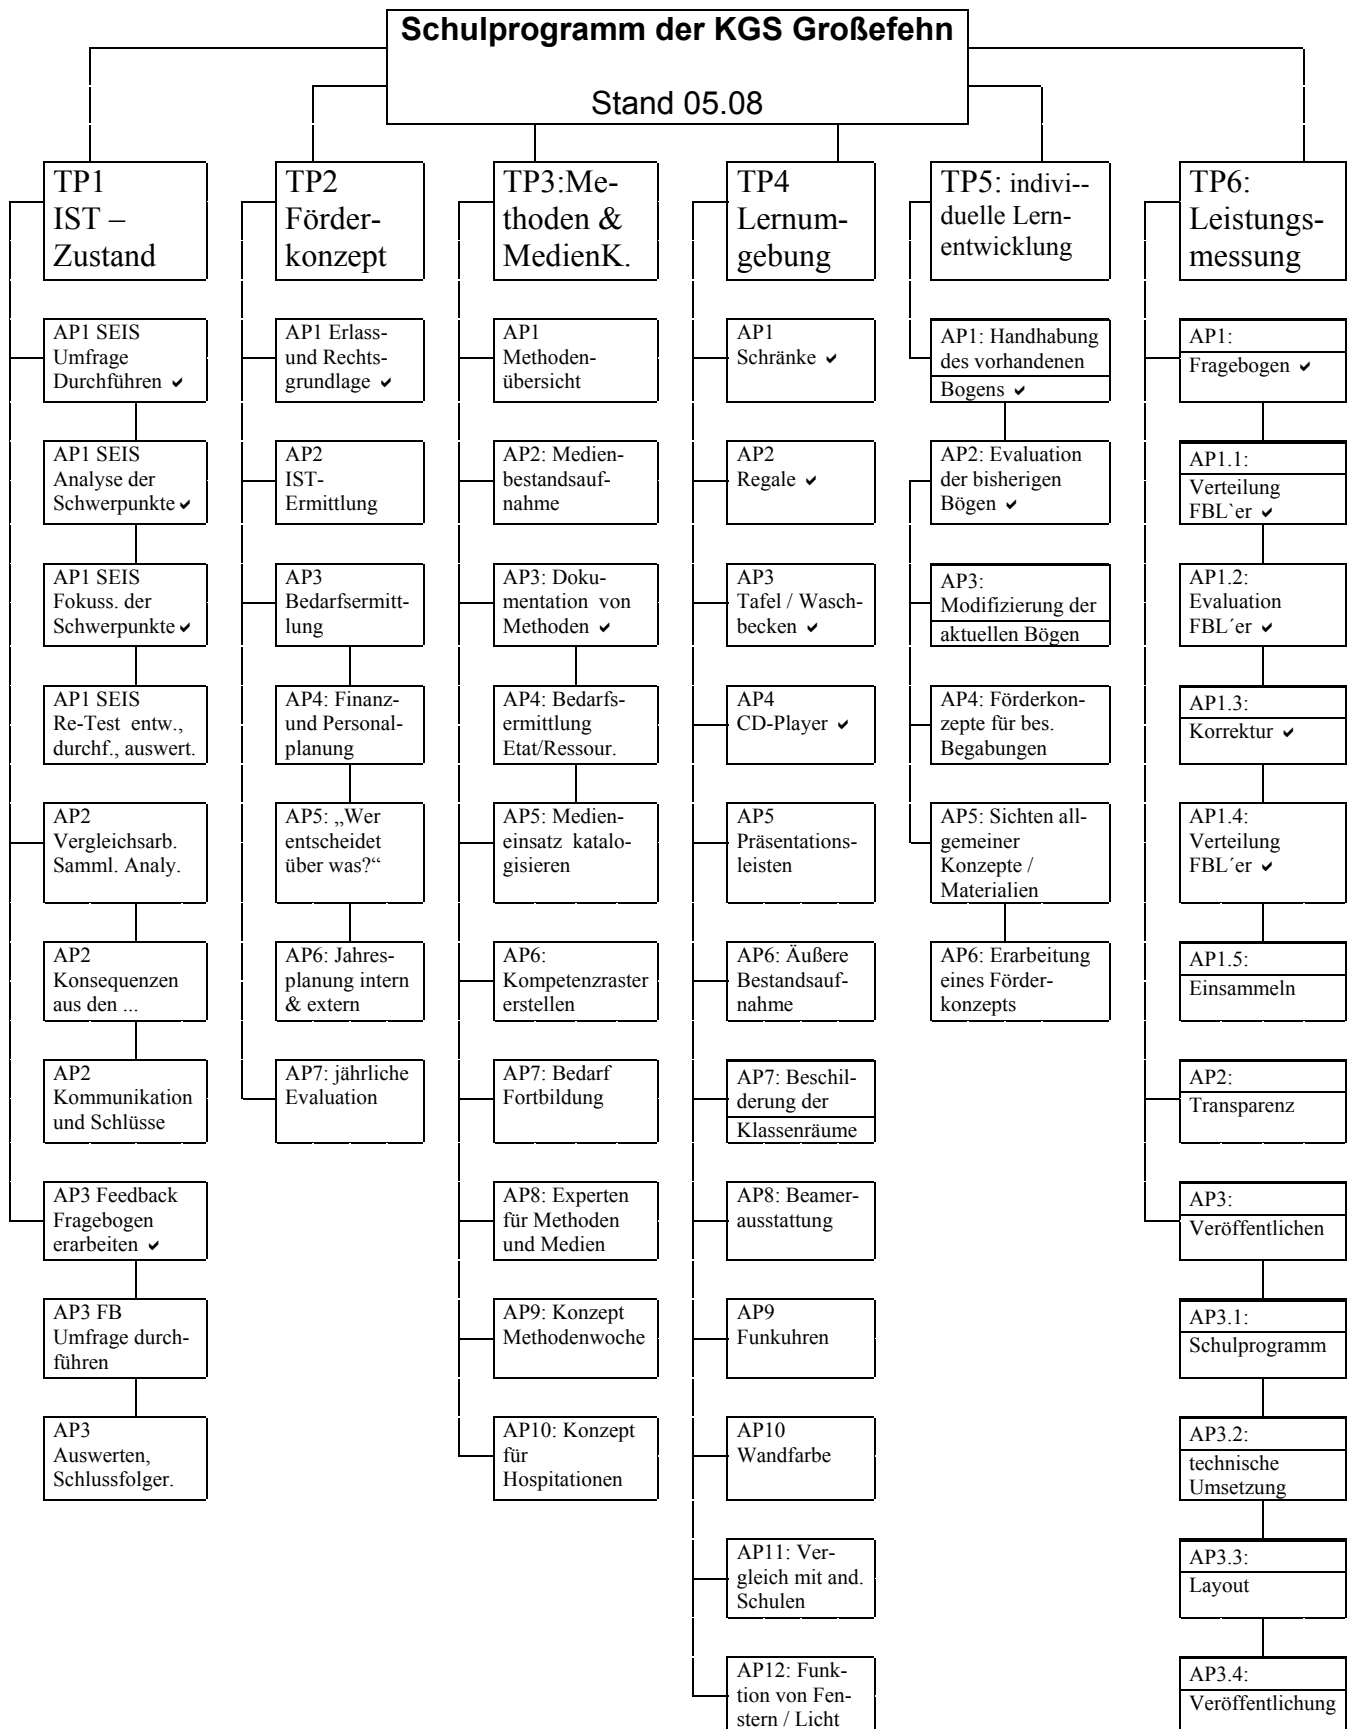 Schulprogramm der KGS Großefehn
Stand 05.08
TP1
IST –
Zustand
AP1 SEIS
Umfrage
Durchführen ✓
AP1 SEIS
Analyse der
Schwerpunkte ✓
AP1 SEIS
Fokuss. der
Schwerpunkte ✓
AP1 SEIS
Re-Test entw.,
durchf., auswert.
AP2
Vergleichsarb.
Samml. Analy.
AP2
Konsequenzen
aus den ...
AP2
Kommunikation
und Schlüsse
AP3 Feedback
Fragebogen
erarbeiten ✓
AP3 FB
Umfrage durch-
führen
AP3
Auswerten,
Schlussfolger.
TP2
Förder-
konzept
AP1 Erlass-
und Rechts-
grundlage ✓
AP2
IST-
Ermittlung
AP3
Bedarfsermitt-
lung
AP4: Finanz-
und Personal-
planung
AP5: „Wer
entscheidet
über was?“
AP6: Jahres-
planung intern
& extern
AP7: jährliche
Evaluation
TP3:Me-
thoden &
MedienK.
AP1
Methoden-
übersicht
AP2: Medien-
bestandsauf-
nahme
AP3: Doku-
mentation von
Methoden ✓
AP4: Bedarfs-
ermittlung
Etat/Ressour.
AP5: Medien-
einsatz katalo-
gisieren
AP6:
Kompetenzraster
erstellen
AP7: Bedarf
Fortbildung
AP8: Experten
für Methoden
und Medien
AP9: Konzept
Methodenwoche
AP10: Konzept
für
Hospitationen
TP4
Lernum-
gebung
AP1
Schränke ✓
AP2
Regale ✓
AP3
Tafel / Wasch-
becken ✓
AP4
CD-Player ✓
AP5
Präsentations-
leisten
AP6: Äußere
Bestandsauf-
nahme
AP7: Beschil-
derung der
Klassenräume
AP8: Beamer-
ausstattung
AP9
Funkuhren
AP10
Wandfarbe
AP11: Ver-
gleich mit and.
Schulen
AP12: Funk-
tion von Fen-
stern / Licht
TP5: indivi--
duelle Lern-
entwicklung
AP1: Handhabung
des vorhandenen
Bogens ✓
AP2: Evaluation
der bisherigen
Bögen ✓
AP3:
Modifizierung der
aktuellen Bögen
AP4: Förderkon-
zepte für bes.
Begabungen
AP5: Sichten all-
gemeiner
Konzepte /
Materialien
AP6: Erarbeitung
eines Förder-
konzepts
TP6:
Leistungs-
messung
AP1:
Fragebogen ✓
AP1.1:
Verteilung
FBL`er ✓
AP1.2:
Evaluation
FBL´er ✓
AP1.3:
Korrektur ✓
AP1.4:
Verteilung
FBL´er ✓
AP1.5:
Einsammeln
AP2:
Transparenz
AP3:
Veröffentlichen
AP3.1:
Schulprogramm
AP3.2:
technische
Umsetzung
AP3.3:
Layout
AP3.4:
Veröffentlichung